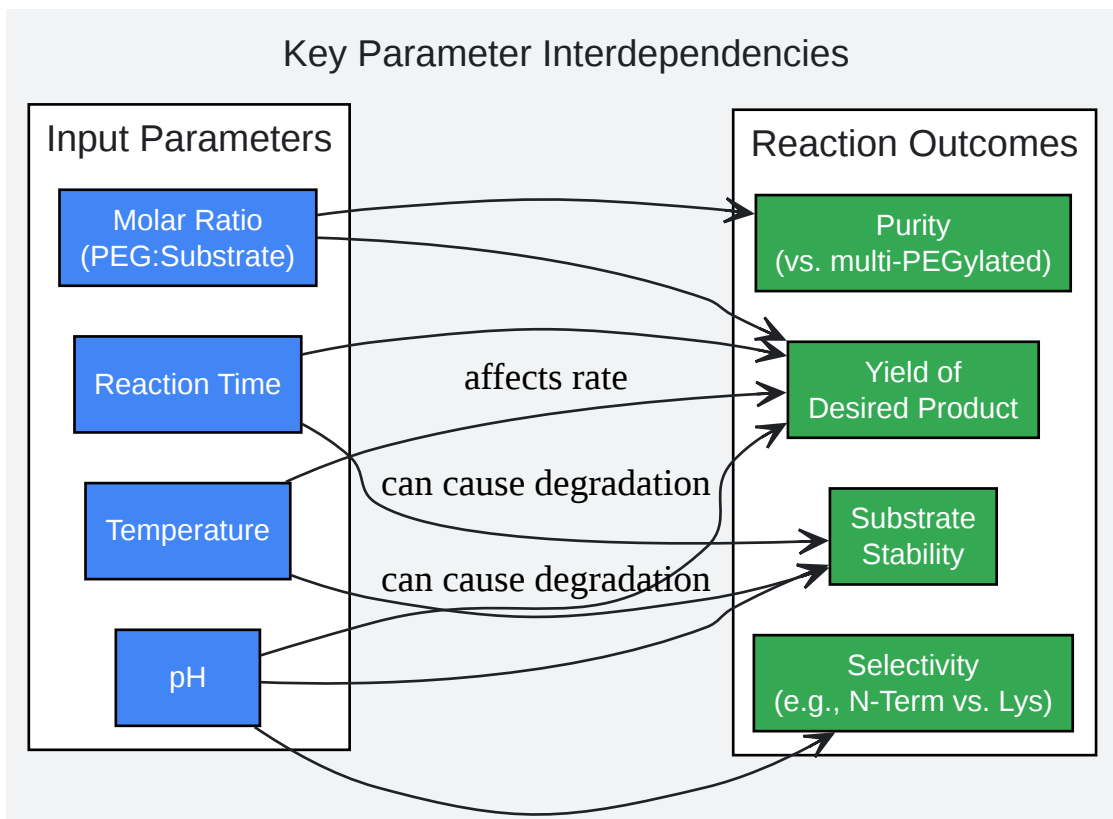 Key Parameter Interdependencies
Input Parameters
Molar Ratio
(PEG:Substrate)
Reaction Time
Temperature
pH
affects rate
can cause degradation
can cause degradation
Reaction Outcomes
Purity
(vs. multi-PEGylated)
Yield of
Desired Product
Substrate
Stability
Selectivity
(e.g., N-Term vs. Lys)